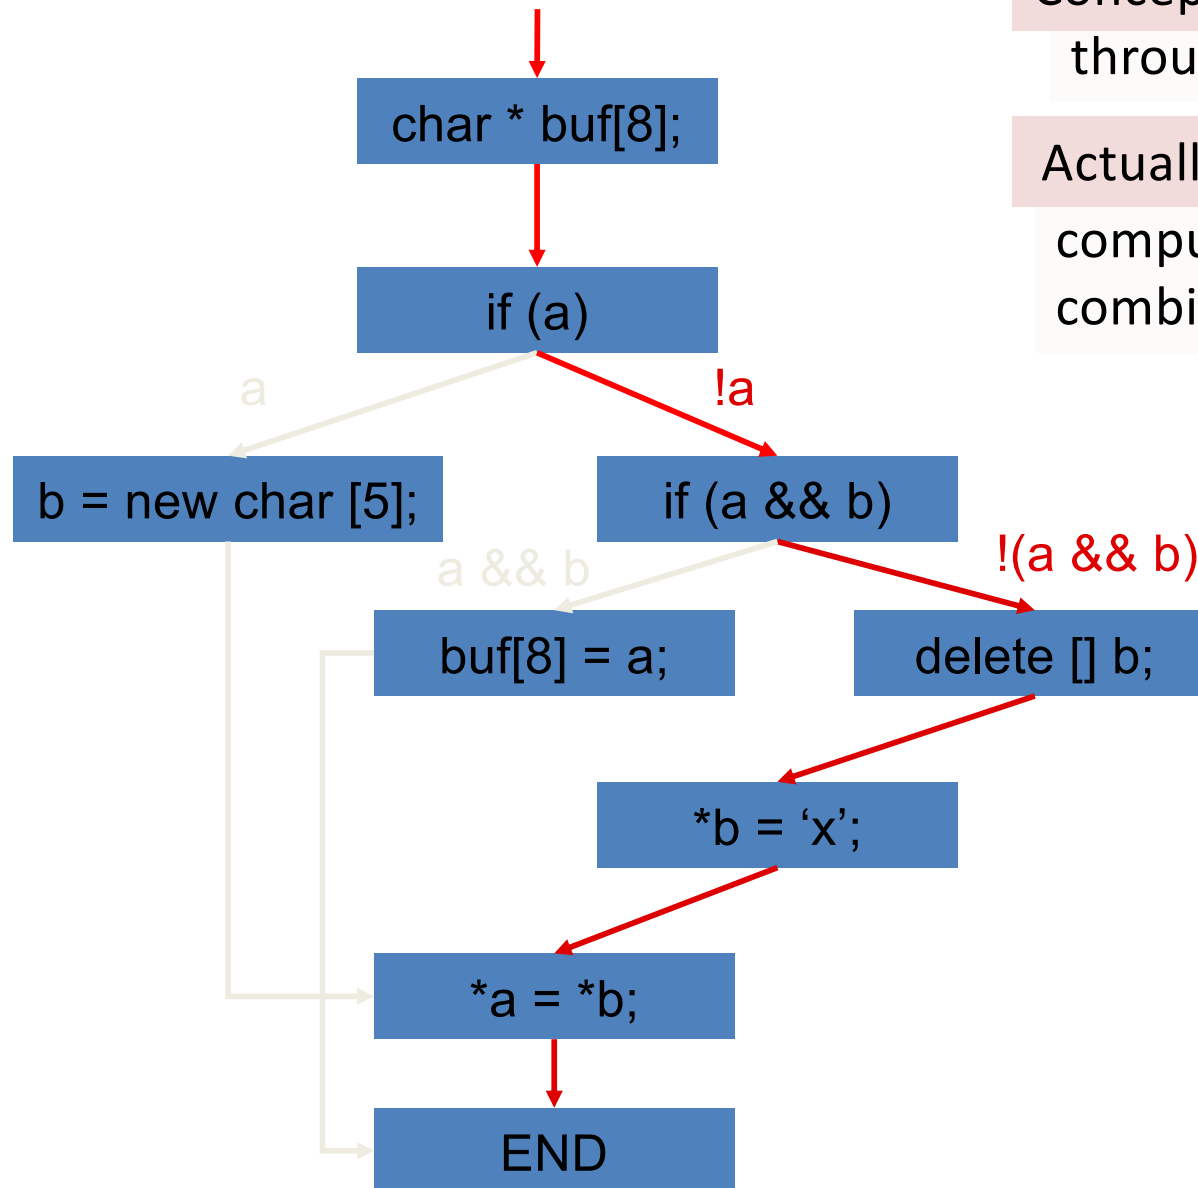 char * buf[8];
if (a)
a
!a
b = new char [5];
if (a && b)
a && b
!(a && b)
buf[8] = a;
delete [] b;
*b = ‘x’;
*a = *b;
END